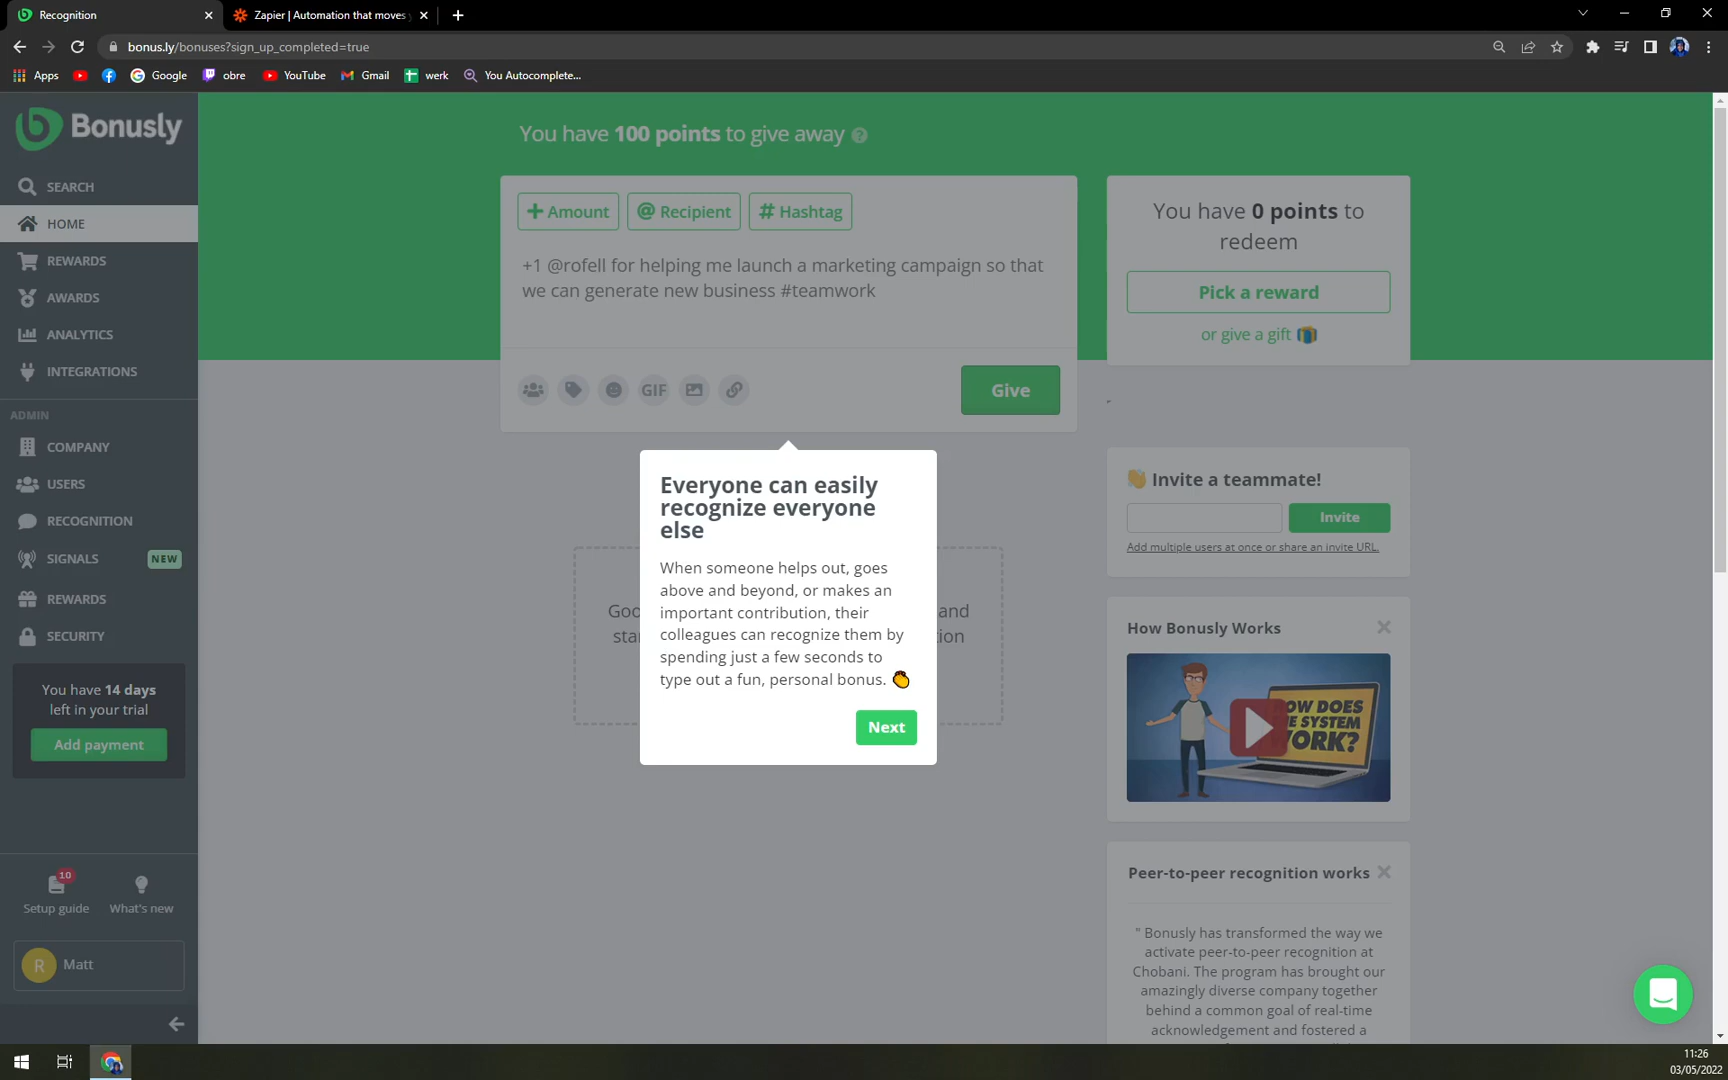 Recognition
Zapier | Automation that moves
bonus.ly/bonuses?sign_up_completed=true
Apps
Google
obre
YouTube
Gmail
werk
You Autocomplete...
Bonusly
SEARCH
HOME
REWARDS
AWARDS
ANALYTICS
INTEGRATIONS
ADMIN
COMPANY
USERS
RECOGNITION
SIGNALS NEW
REWARDS
SECURITY
You have 14 days
left in your trial
Add payment
10
Setup guide
What's new
R Matt
You have 100 points to give away ?
+ Amount
@ Recipient
# Hashtag
+1 @rofell for helping me launch a marketing campaign so that
we can generate new business #teamwork
GIF
Give
Everyone can easily
recognize everyone
else
When someone helps out, goes
above and beyond, or makes an
important contribution, their
colleagues can recognize them by
spending just a few seconds to
type out a fun, personal bonus.
Next
and
You have 0 points to
redeem
Pick a reward
or give a gift
Invite a teammate!
Invite
Add multiple users at once or share an invite URL.
How Bonusly Works
HOW DOES
THE SYSTEM
WORK?
Peer-to-peer recognition works
" Bonusly has transformed the way we
activate peer-to-peer recognition at
Chobani. The program has brought our
amazingly diverse company together
behind a common goal of real-time
acknowledgement and fostered a
11:26
03/05/2022